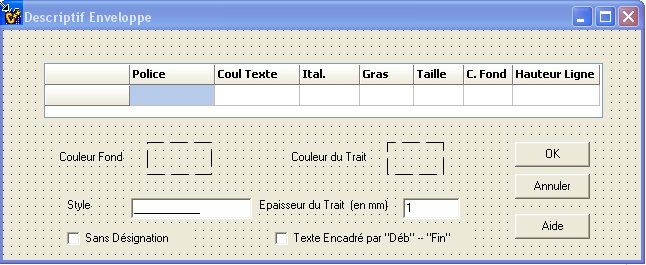 Descriptif Enveloppe
Police Coul Texte Ital. Gras Taille C. Fond Hauteur Ligne
Couleur Fond Couleur du Trait OK
Annuler
Style Epaisseur du Trait (en mm) 1
Aide
Sans Désignation Texte Encadré par "Déb" -- "Fin"